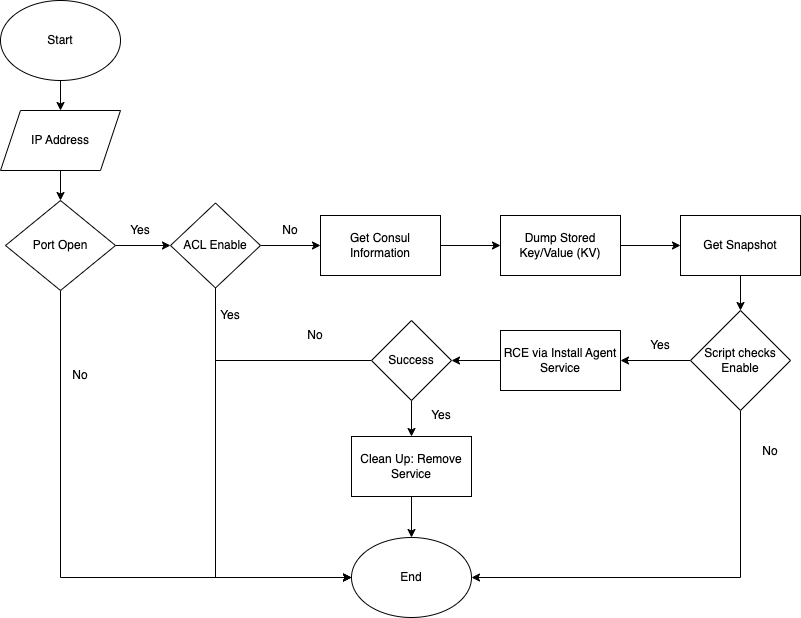 Start
IP Address
Port Open
Yes
ACL Enable
No
Get Consul
Information
Dump Stored
Key/Value (KV)
Get Snapshot
Yes
No
Success
RCE via Install Agent
Service
Yes
Script checks
Enable
No
Yes
No
Clean Up: Remove
Service
End